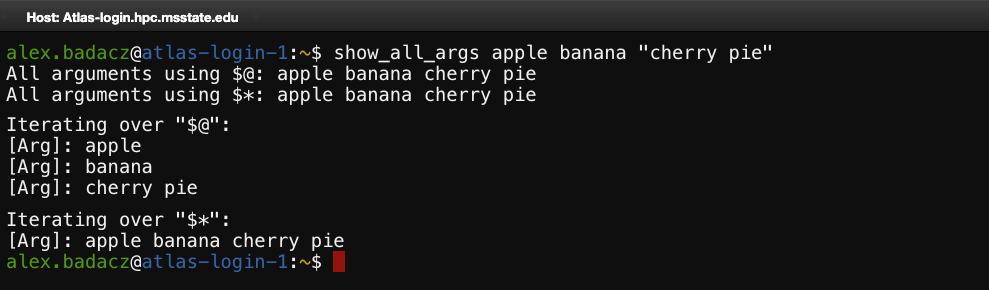 Host: Atlas-login.hpc.msstate.edu
alex.badacz@atlas-login-1:~$ show_all_args apple banana "cherry pie"
All arguments using $@: apple banana cherry pie
All arguments using $*: apple banana cherry pie
Iterating over "$@":
[Arg]: apple
[Arg]: banana
[Arg]: cherry pie
Iterating over "$*":
[Arg]: apple banana cherry pie
alex.badacz@atlas-login-1:~$